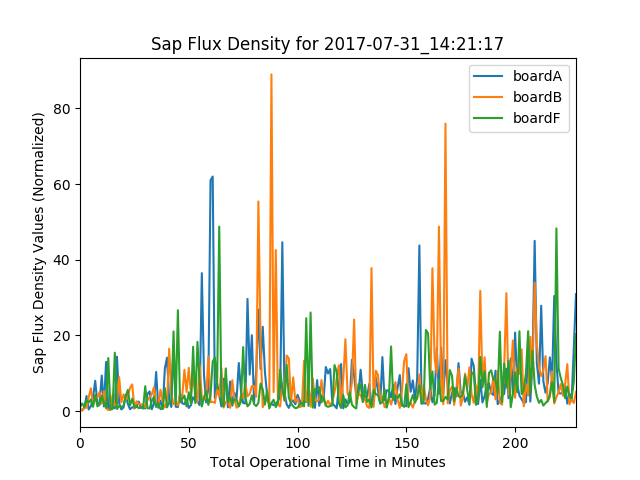 Sap Flux Density for 2017-07-31_14:21:17
boardA
boardB
boardF
Sap Flux Density Values (Normalized)
80
60
40
20
0
0 50 100 150 200
Total Operational Time in Minutes